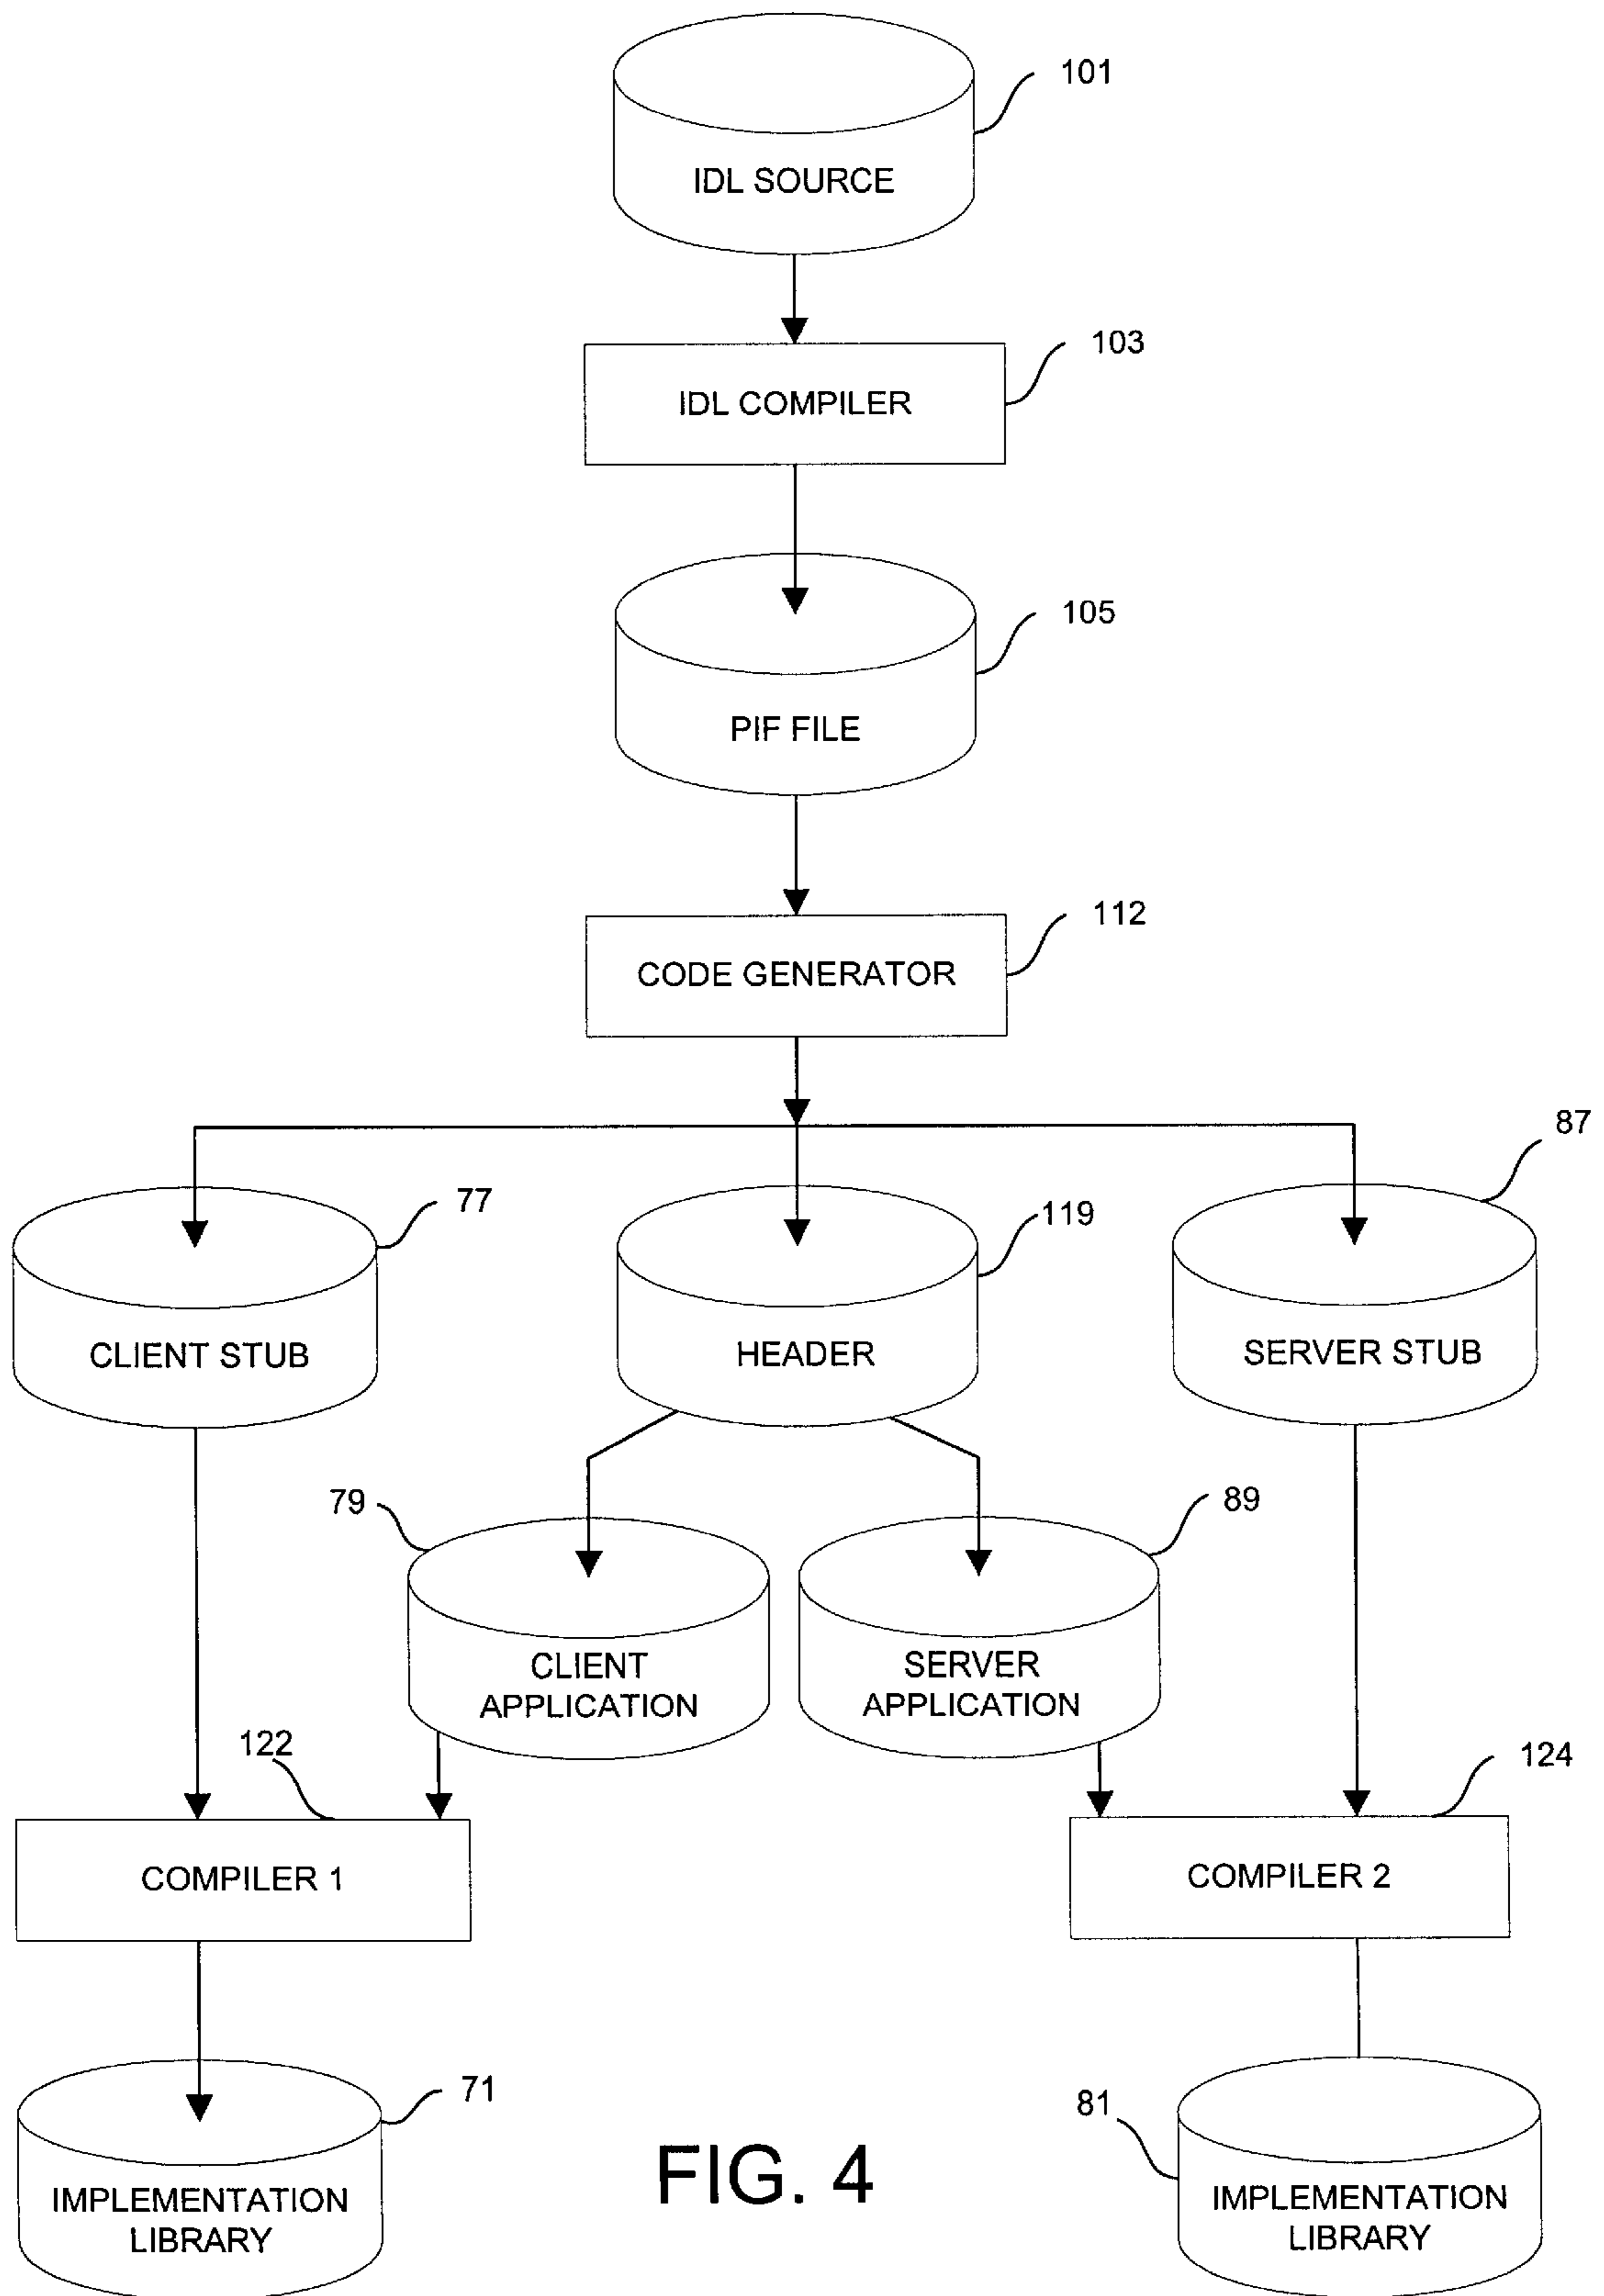 101
IDL SOURCE
103
IDL COMPILER
105
PIF FILE
112
CODE GENERATOR
87
77
119
CLIENT STUB
HEADER
SERVER STUB
79
89
CLIENT
APPLICATION
SERVER
APPLICATION
122
124
COMPILER 1
COMPILER 2
71
81
IMPLEMENTATION
LIBRARY
IMPLEMENTATION
LIBRARY
FIG. 4